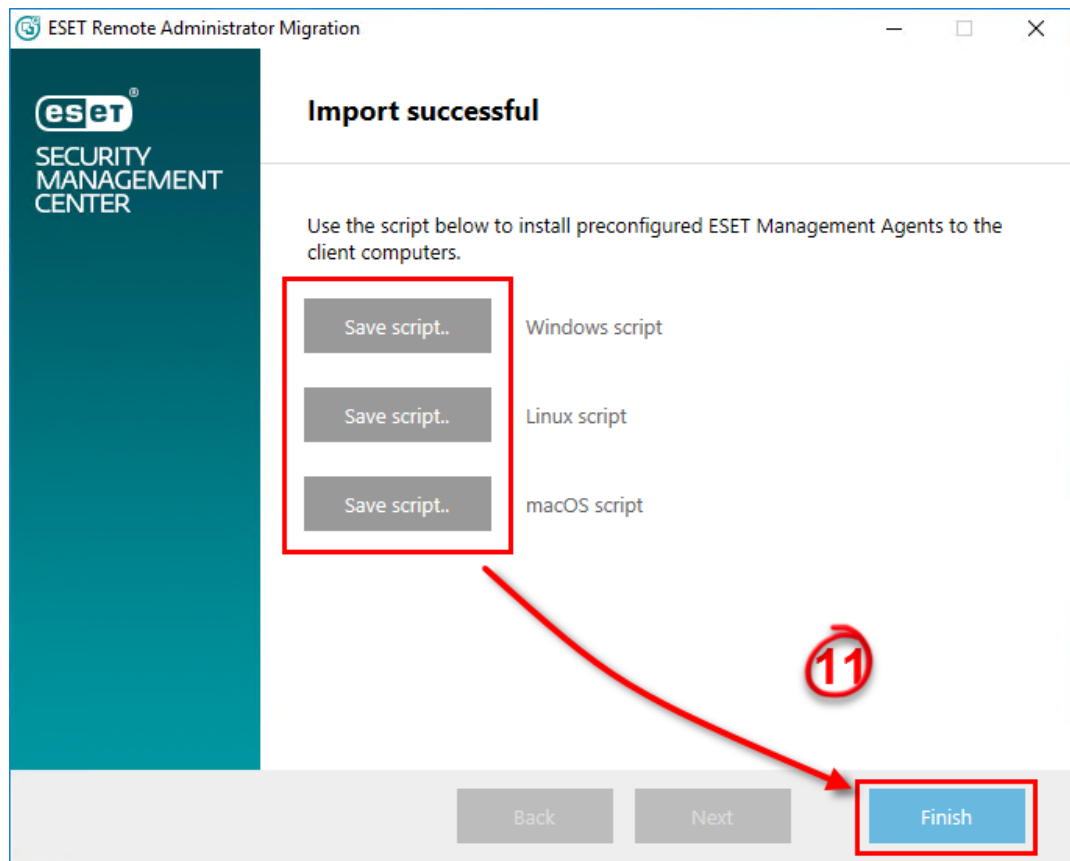 ESET Remote Administrator Migration
eseT®
SECURITY
MANAGEMENT
CENTER
Import successful
Use the script below to install preconfigured ESET Management Agents to the
client computers.
Save script.. Windows script
Save script.. Linux script
Save script.. macOS script
11
Back Next Finish